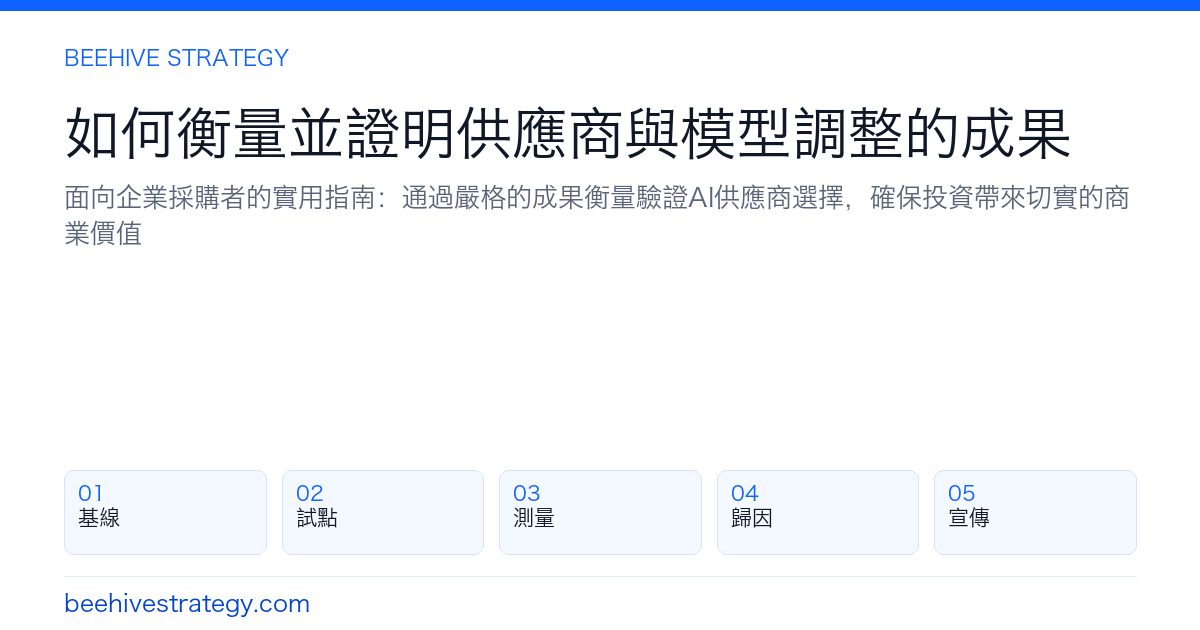 BEEHIVE STRATEGY
如何衡量並證明供應商與模型調整的成果
面向企業採購者的實用指南：通過嚴格的成果衡量驗證AI供應商選擇，確保投資帶來切實的商
業價值
01
基線
02
試點
03
測量
04
歸因
05
宣傳
beehivestrategy.com